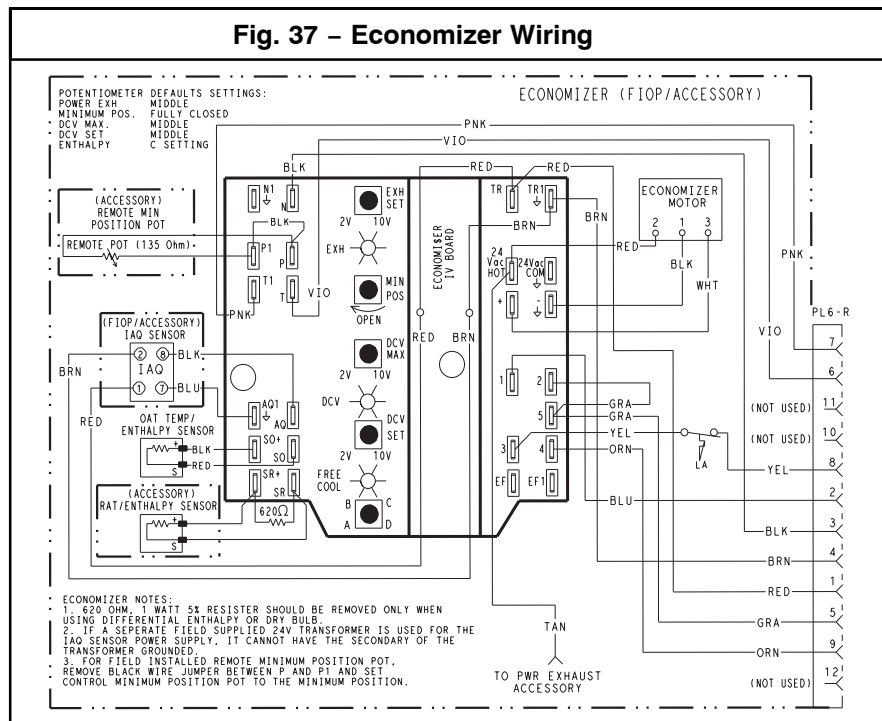 Fig. 37 – Economizer Wiring
POTENTIOMETER DEFAULTS SETTINGS:
POWER EXH MIDDLE
MINIMUM POS. FULLY CLOSED
DCV MAX. MIDDLE
DCV SET MIDDLE
ENTHALPY C SETTING
ECONOMIZER (FIOP/ACCESSORY)
PNK
VIO
RED
RED
BLK
N1
N
EXH
SET
2V 10V
TR
TR1
ECONOMIZER
MOTOR
2 1 3
(ACCESSORY)
REMOTE MIN
POSITION POT
BLK
BRN
BRN
RED
REMOTE POT (135 Ohm)
P1
P
EXH
ECONOMI$ER
IV BOARD
24
Vac
HOT
24Vac
COM
BLK
WHT
PNK
T1
T
VIO
PNK
MIN
POS
OPEN
+
-
PL6-R
(FIOP/ACCESSORY)
IAQ SENSOR
RED
BRN
VIO
7
6
2 8
BLK
IAQ
1 7
BLU
BRN
RED
DCV
MAX
2V 10V
1
2
GRA
5
GRA
(NOT USED)
11
AQ1
AQ
DCV
YEL
(NOT USED)
10
OAT TEMP/
ENTHALPY SENSOR
SO+
SO
DCV
SET
2V 10V
3
4
ORN
LA
YEL
8
+
BLK
RED
S
FREE
COOL
EF
EF1
BLU
2
(ACCESSORY)
RAT/ENTHALPY SENSOR
SR+
SR
620Ω
B C
A D
+
S
BLK
3
BRN
4
RED
1
GRA
5
ORN
9
(NOT USED)
12
TAN
TO PWR EXHAUST
ACCESSORY
ECONOMIZER NOTES:
1. 620 OHM, 1 WATT 5% RESISTER SHOULD BE REMOVED ONLY WHEN
USING DIFFERENTIAL ENTHALPY OR DRY BULB.
2. IF A SEPERATE FIELD SUPPLIED 24V TRANSFORMER IS USED FOR THE
IAQ SENSOR POWER SUPPLY, IT CANNOT HAVE THE SECONDARY OF THE
TRANSFORMER GROUNDED.
3. FOR FIELD INSTALLED REMOTE MINIMUM POSITION POT,
REMOVE BLACK WIRE JUMPER BETWEEN P AND P1 AND SET
CONTROL MINIMUM POSITION POT TO THE MINIMUM POSITION.